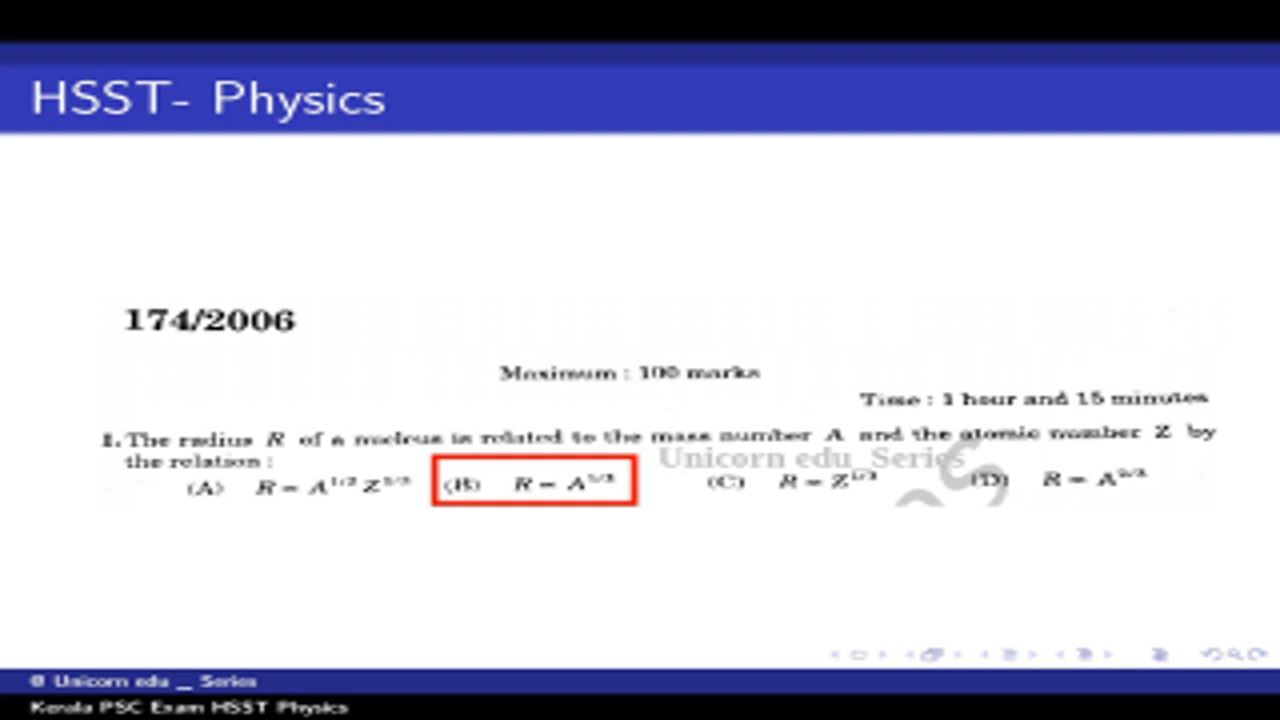 HSST- Physics
174/2006
Maximum : 100 marks
Time : 1 hour and 15 minutes
1. The radius R of a nucleus is related to the mass number A and the atomic number Z by
the relation :
Unicorn edu_Series
(A) R = A^{1/2} Z (B) R = A^{1/3} (C) R = Z^{1/3} (D) R = A^{2/3}
@ Unicorn edu _ Series
Kerala PSC Exam HSST Physics